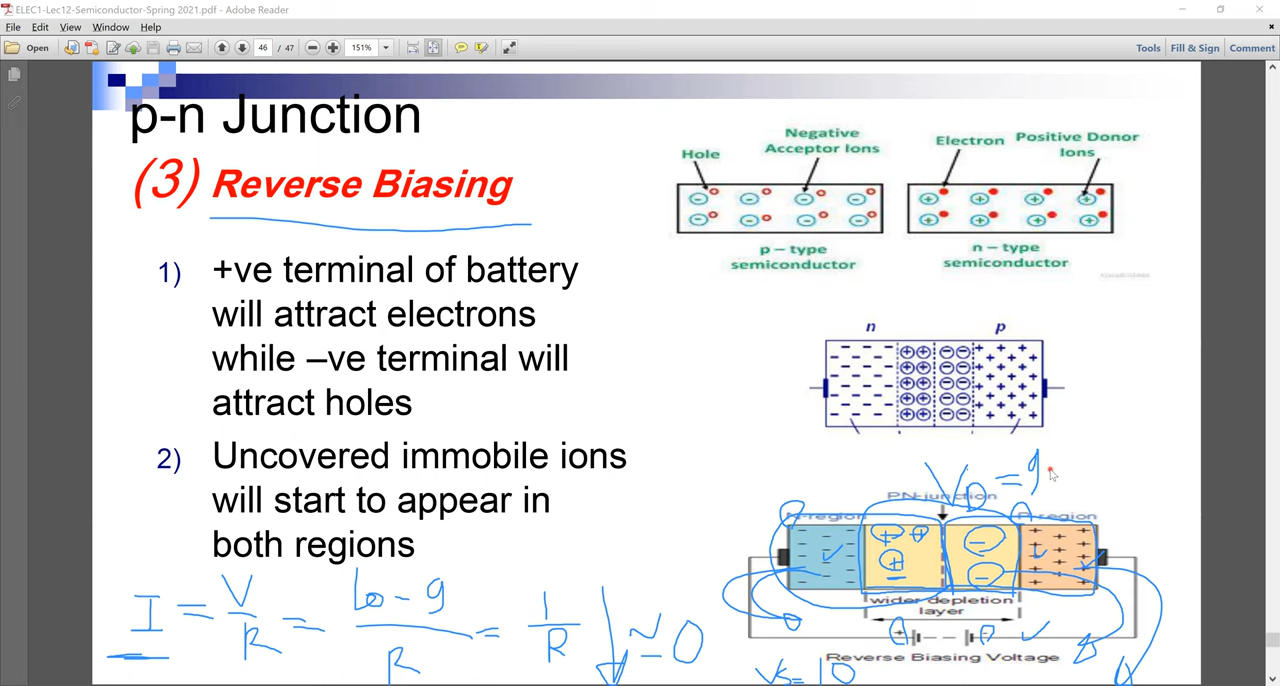 ELEC1-Lec12-Semiconductor-Spring 2021.pdf - Adobe Reader
File Edit View Window Help
Open 46 / 47 151% Tools Fill & Sign Comment
p-n Junction
(3) Reverse Biasing
1) +ve terminal of battery
will attract electrons
while –ve terminal will
attract holes
2) Uncovered immobile ions
will start to appear in
both regions
I = V/R = 10 - 9 / R = 1/R ≈ 0
Hole
Negative
Acceptor Ions
Electron
Positive Donor
Ions
p – type
semiconductor
n – type
semiconductor
n p
VD = 9
PN-junction
N-region P-region
wider depletion
layer
Reverse Biasing Voltage
Vs = 10